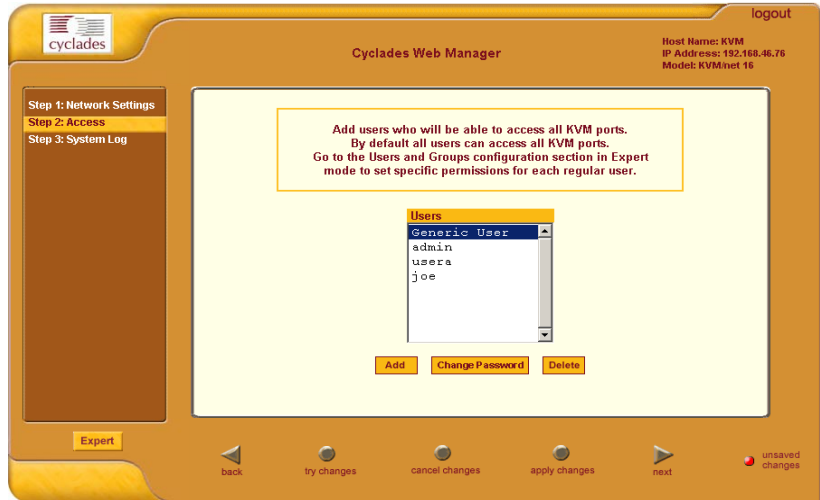 logout
cyclades
Cyclades Web Manager
Host Name: KVM
IP Address: 192.168.46.76
Model: KVM/net 16
Step 1: Network Settings
Step 2: Access
Step 3: System Log
Add users who will be able to access all KVM ports.
By default all users can access all KVM ports.
Go to the Users and Groups configuration section in Expert
mode to set specific permissions for each regular user.
Users
Generic User
admin
usera
joe
Add
Change Password
Delete
Expert
back
try changes
cancel changes
apply changes
next
unsaved
changes